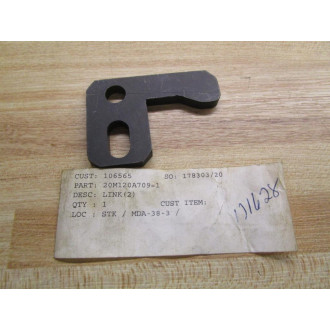 CUST: 106565 SO: 178303/20
PART: 20M120A709-1
DESC: LINK(2)
QTY : 1 CUST ITEM:
LOC : STK / MDA-38-3 /
171628